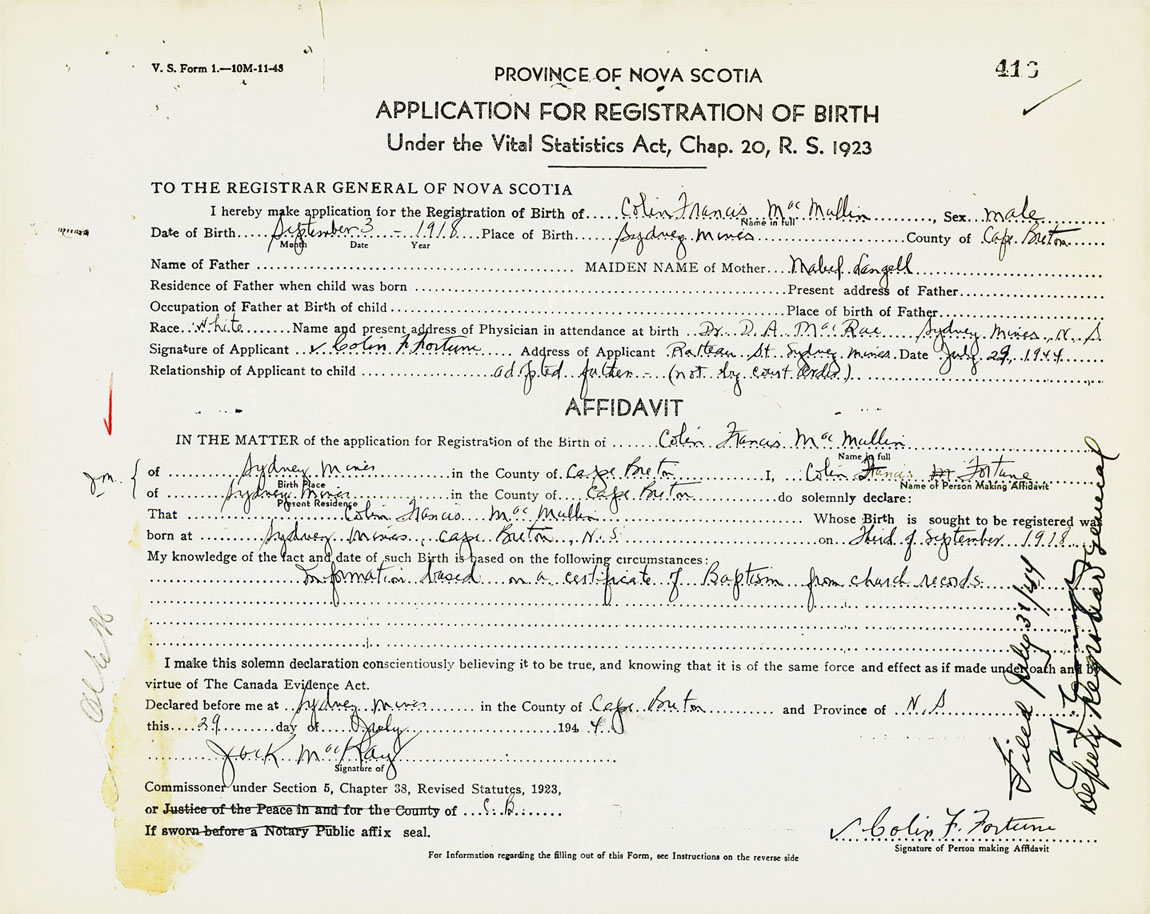 V. S. Form 1.—10M-11-43
PROVINCE OF NOVA SCOTIA
APPLICATION FOR REGISTRATION OF BIRTH
Under the Vital Statistics Act, Chap. 20, R. S. 1923
TO THE REGISTRAR GENERAL OF NOVA SCOTIA
I hereby make application for the Registration of Birth of Colin Francis MacMullin, Sex male
Name in full
Date of Birth September 3 - 1918 Place of Birth Sydney Mines County of Cape Breton
Month Date Year
Name of Father MAIDEN NAME of Mother Langell
Residence of Father when child was born Present address of Father
Occupation of Father at Birth of child Place of birth of Father
Race White Name and present address of Physician in attendance at birth Dr. D. A. MacRae Sydney Mines, N. S
Signature of Applicant Colin F. Fortune Address of Applicant St. Sydney Mines Date July 29, 1944
Relationship of Applicant to child adopted father - (not by court order)
AFFIDAVIT
IN THE MATTER of the application for Registration of the Birth of Colin Francis MacMullin
Name in full
of Sydney Mines in the County of Cape Breton I, Colin Francis Fortune
Birth Place Name of Person Making Affidavit
of Sydney Mines in the County of Cape Breton do solemnly declare:
Present Residence
That Colin Francis MacMullin Whose Birth is sought to be registered was
born at Sydney Mines, Cape Breton, N.S. on Third of September 1918
My knowledge of the fact and date of such Birth is based on the following circumstances:
Information based on a certificate of Baptism from church records.
I make this solemn declaration conscientiously believing it to be true, and knowing that it is of the same force and effect as if made under oath and by
virtue of The Canada Evidence Act.
Declared before me at Sydney Mines in the County of Cape Breton and Province of N.S
this 29 day of July 1944
Jack MacKay
Signature of
Commissoner under Section 5, Chapter 38, Revised Statutes, 1923,
or Justice of the Peace in and for the County of C.B.
If sworn before a Notary Public affix seal.
Colin F. Fortune
Signature of Person making Affidavit
For Information regarding the filling out of this Form, see Instructions on the reverse side
Filed July 31/44
Deputy Registrar General